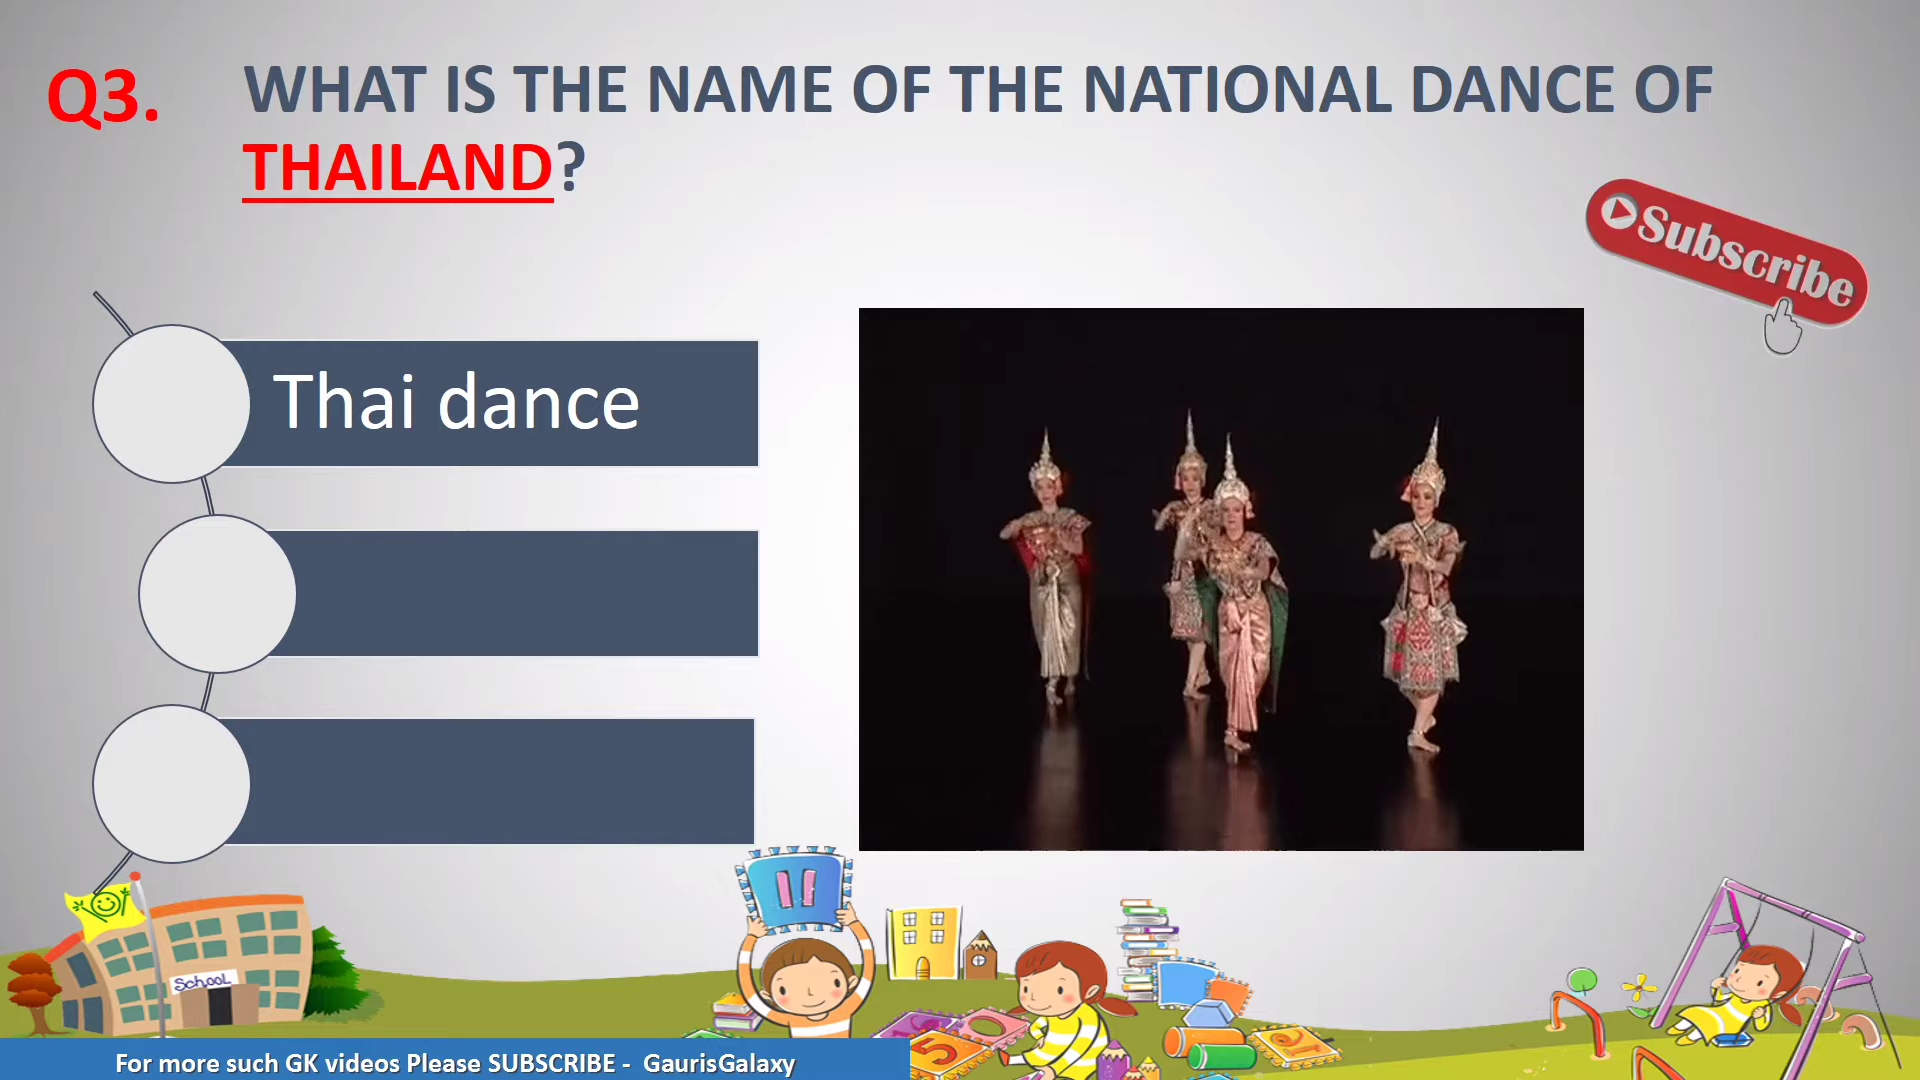 Q3.
WHAT IS THE NAME OF THE NATIONAL DANCE OF
THAILAND?
Subscribe
Thai dance
School
5
For more such GK videos Please SUBSCRIBE - GaurisGalaxy